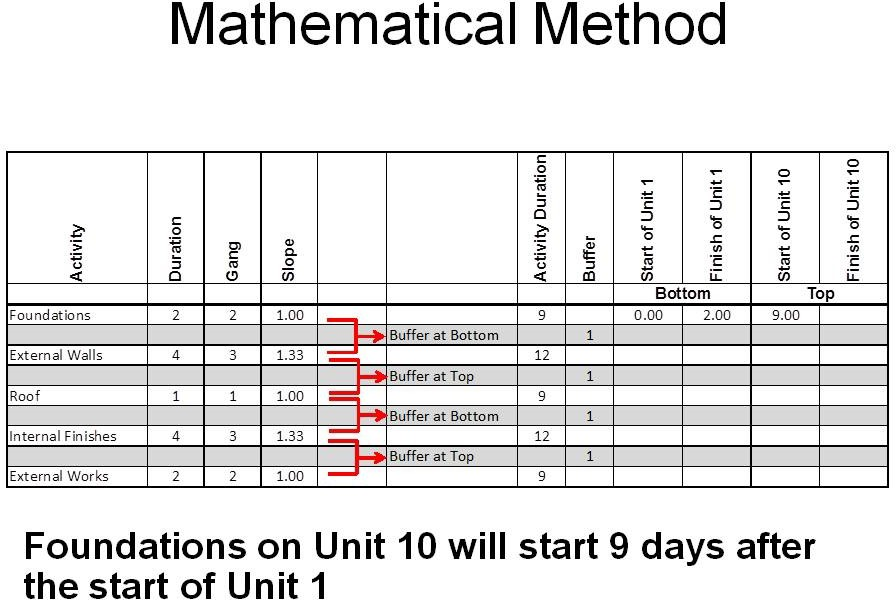 Mathematical Method
Activity Duration Gang Slope Activity Duration Buffer Start of Unit 1 Finish of Unit 1 Start of Unit 10 Finish of Unit 10
Bottom Top
Foundations 2 2 1.00 9 0.00 2.00 9.00
Buffer at Bottom 1
External Walls 4 3 1.33 12
Buffer at Top 1
Roof 1 1 1.00 9
Buffer at Bottom 1
Internal Finishes 4 3 1.33 12
Buffer at Top 1
External Works 2 2 1.00 9
Foundations on Unit 10 will start 9 days after
the start of Unit 1